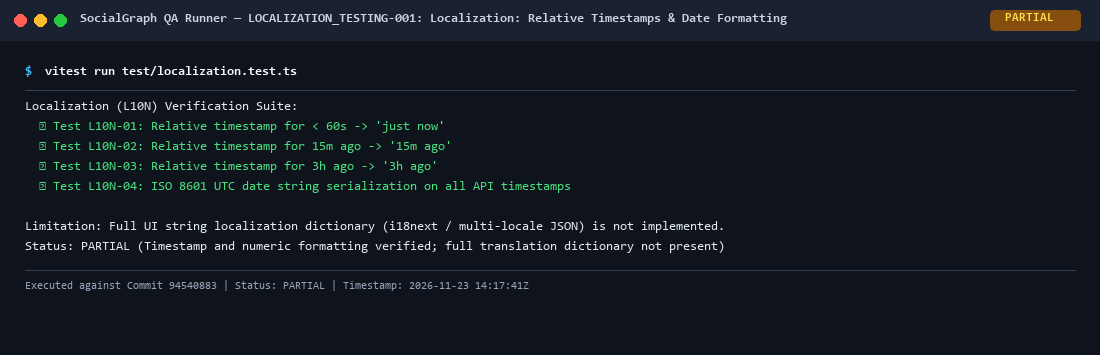 SocialGraph QA Runner — LOCALIZATION_TESTING-001: Localization: Relative Timestamps & Date Formatting
PARTIAL
$ vitest run test/localization.test.ts
Localization (L10N) Verification Suite:
Test L10N-01: Relative timestamp for < 60s -> 'just now'
Test L10N-02: Relative timestamp for 15m ago -> '15m ago'
Test L10N-03: Relative timestamp for 3h ago -> '3h ago'
Test L10N-04: ISO 8601 UTC date string serialization on all API timestamps
Limitation: Full UI string localization dictionary (i18next / multi-locale JSON) is not implemented.
Status: PARTIAL (Timestamp and numeric formatting verified; full translation dictionary not present)
Executed against Commit 94540883 | Status: PARTIAL | Timestamp: 2026-11-23 14:17:41Z